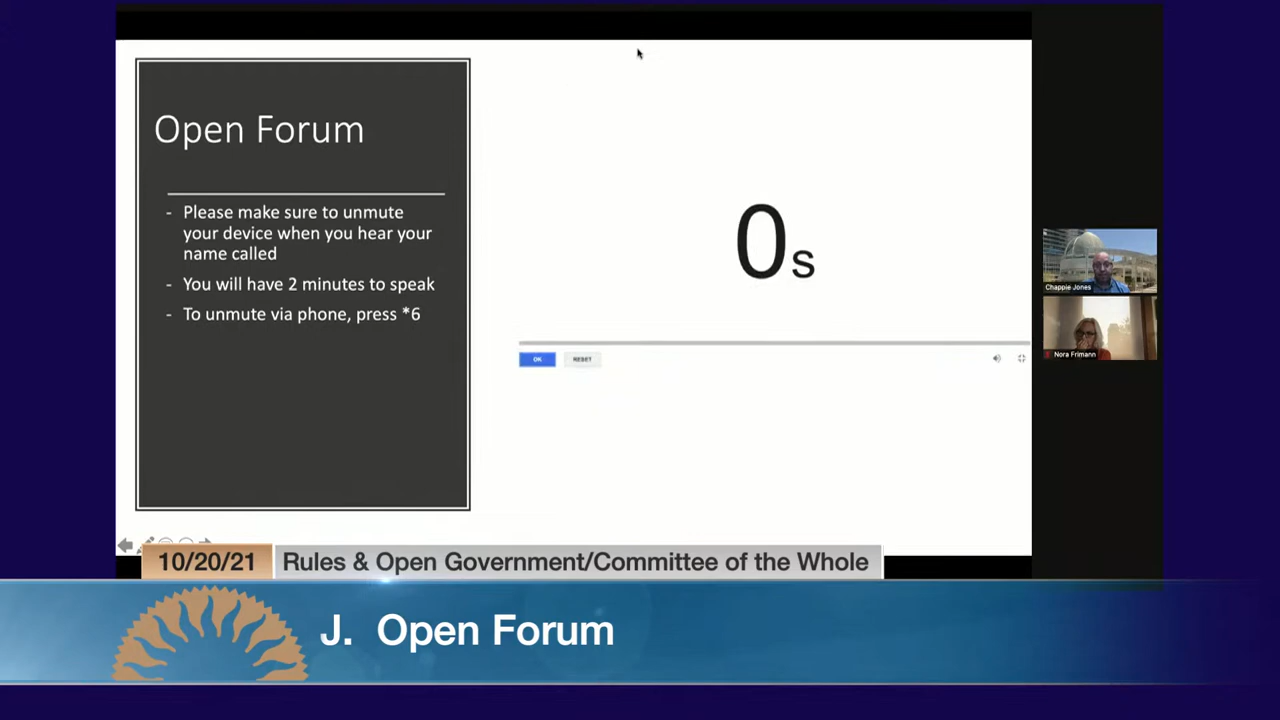 Open Forum
- Please make sure to unmute
your device when you hear your
name called
- You will have 2 minutes to speak
- To unmute via phone, press *6
0s
OK RESET
Chappie Jones
Nora Frimann
10/20/21 Rules & Open Government/Committee of the Whole
J. Open Forum